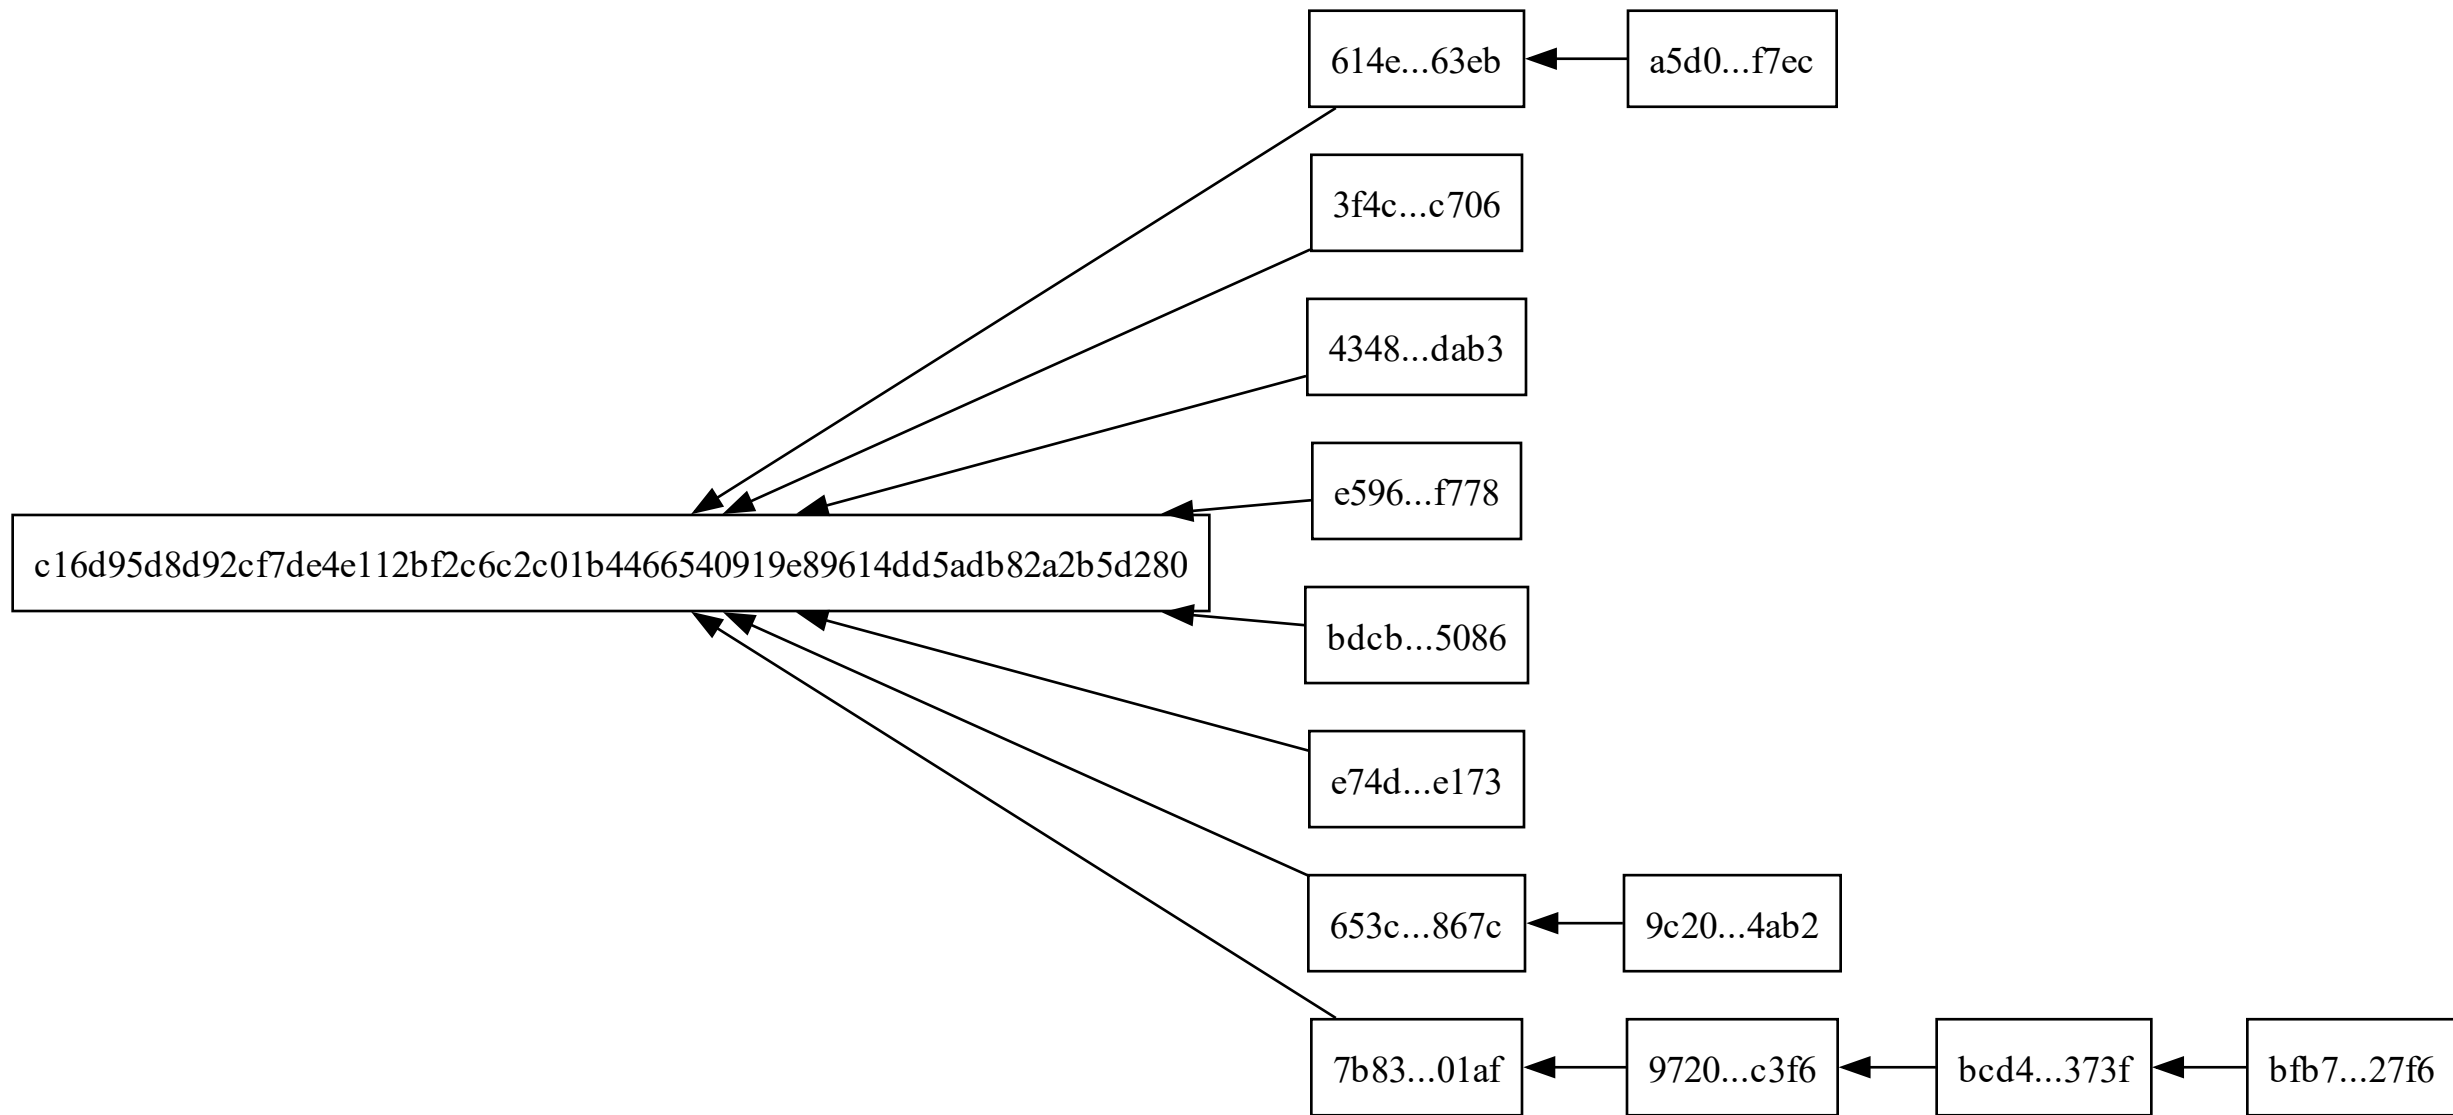 614e...63eb
a5d0...f7ec
3f4c...c706
4348...dab3
e596...f778
c16d95d8d92cf7de4e112bf2c6c2c01b4466540919e89614dd5adb82a2b5d280
bdcb...5086
e74d...e173
653c...867c
9c20...4ab2
7b83...01af
9720...c3f6
bcd4...373f
bfb7...27f6